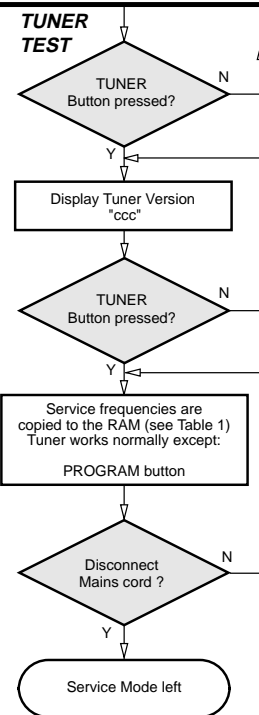 TUNER
TEST
TUNER
Button pressed?
N
Y
Display Tuner Version
"ccc"
TUNER
Button pressed?
N
Y
Service frequencies are
copied to the RAM (see Table 1)
Tuner works normally except:
PROGRAM button
Disconnect
Mains cord ?
N
Y
Service Mode left